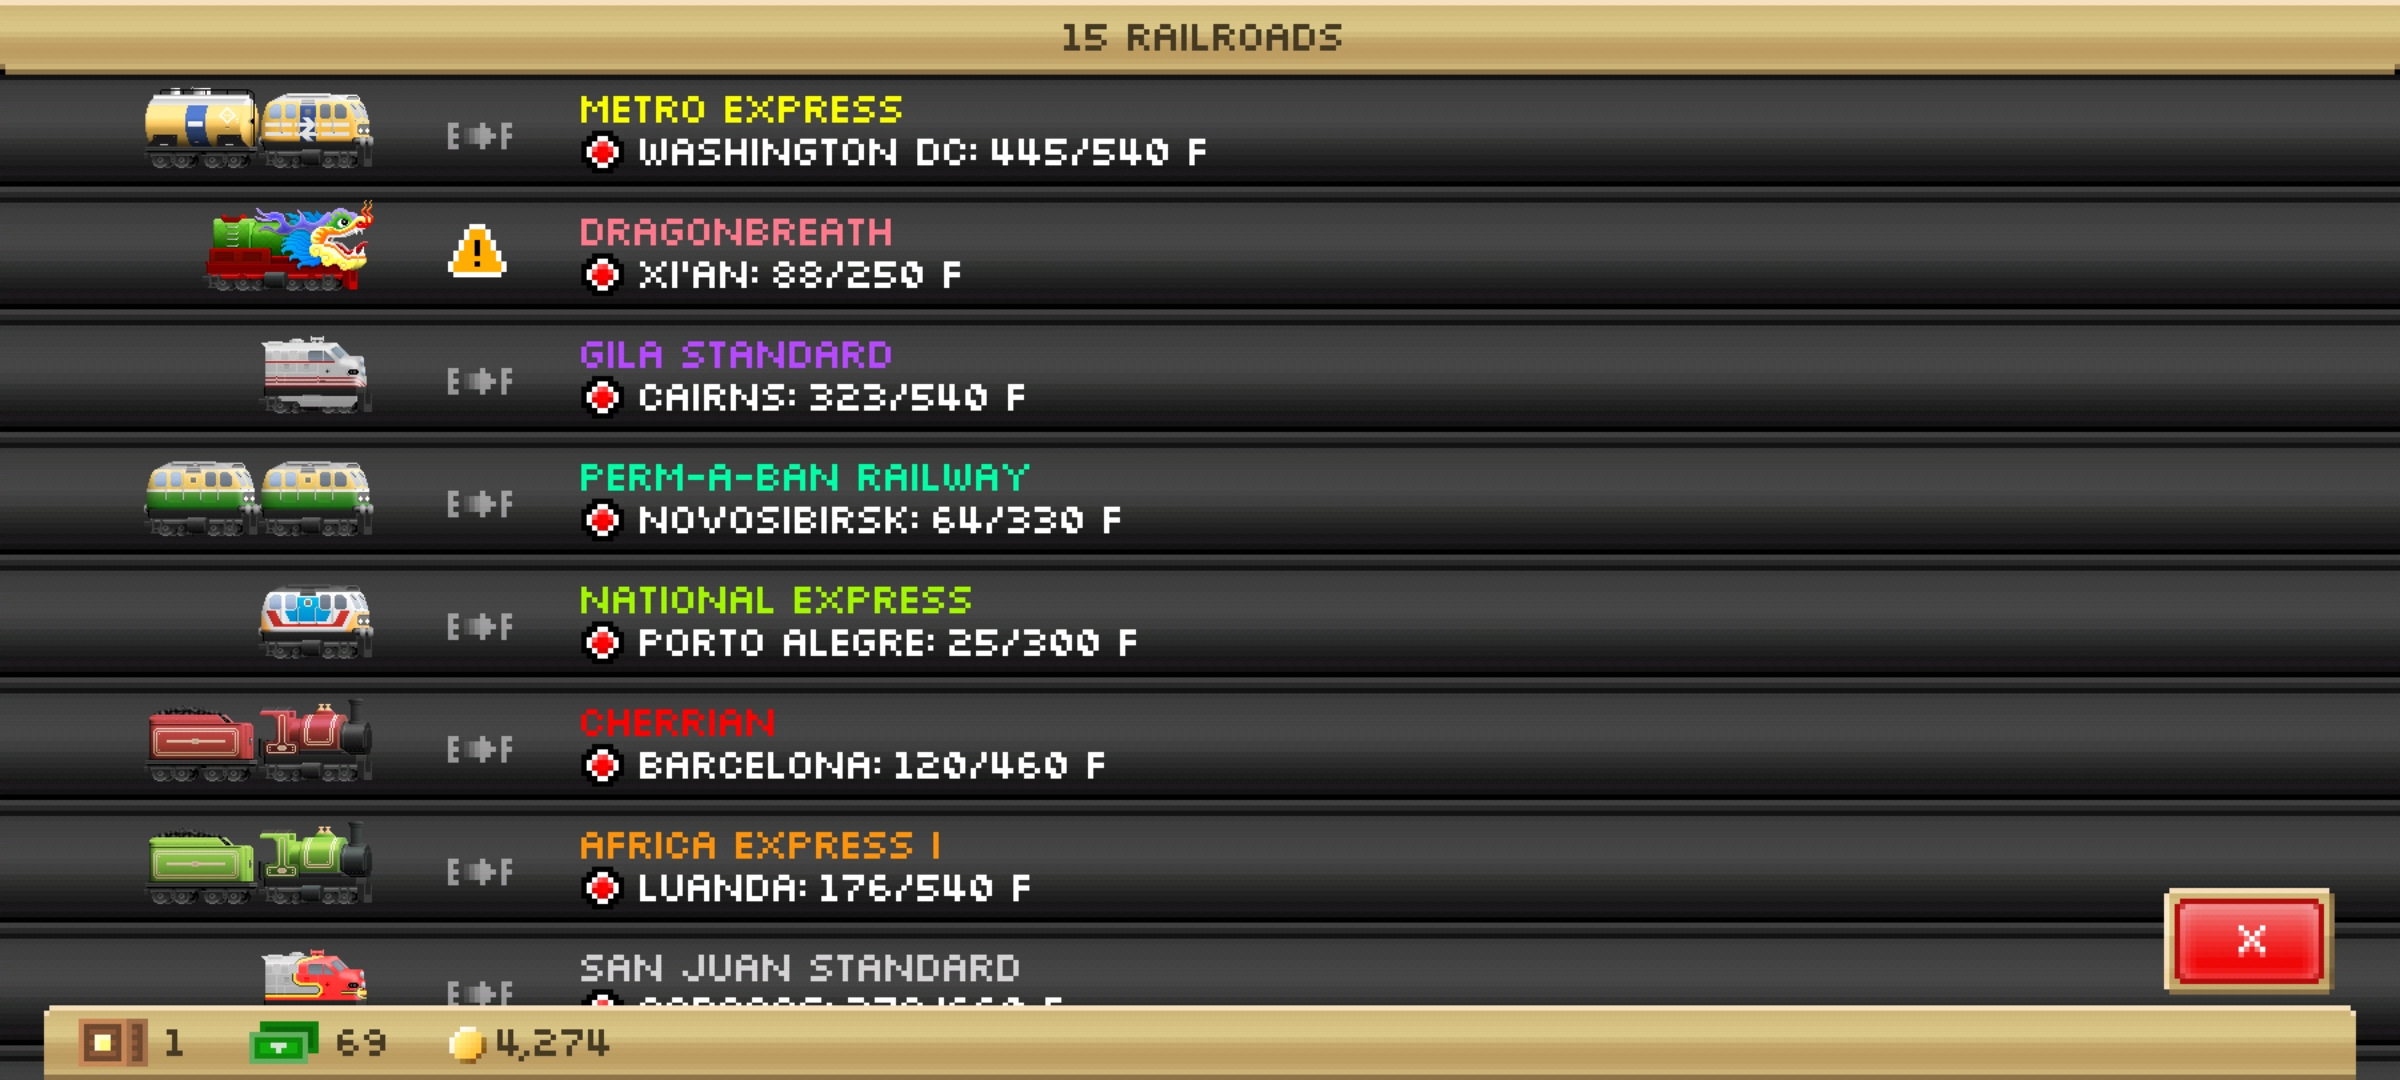 15 RAILROADS
METRO EXPRESS
E F WASHINGTON DC: 445/540 F
DRAGONBREATH
! XI'AN: 88/250 F
GILA STANDARD
E F CAIRNS: 323/540 F
PERM-A-BAN RAILWAY
E F NOVOSIBIRSK: 64/330 F
NATIONAL EXPRESS
E F PORTO ALEGRE: 25/300 F
CHERRIAN
E F BARCELONA: 120/460 F
AFRICA EXPRESS I
E F LUANDA: 176/540 F
SAN JUAN STANDARD
E F
X
1 69 4,274